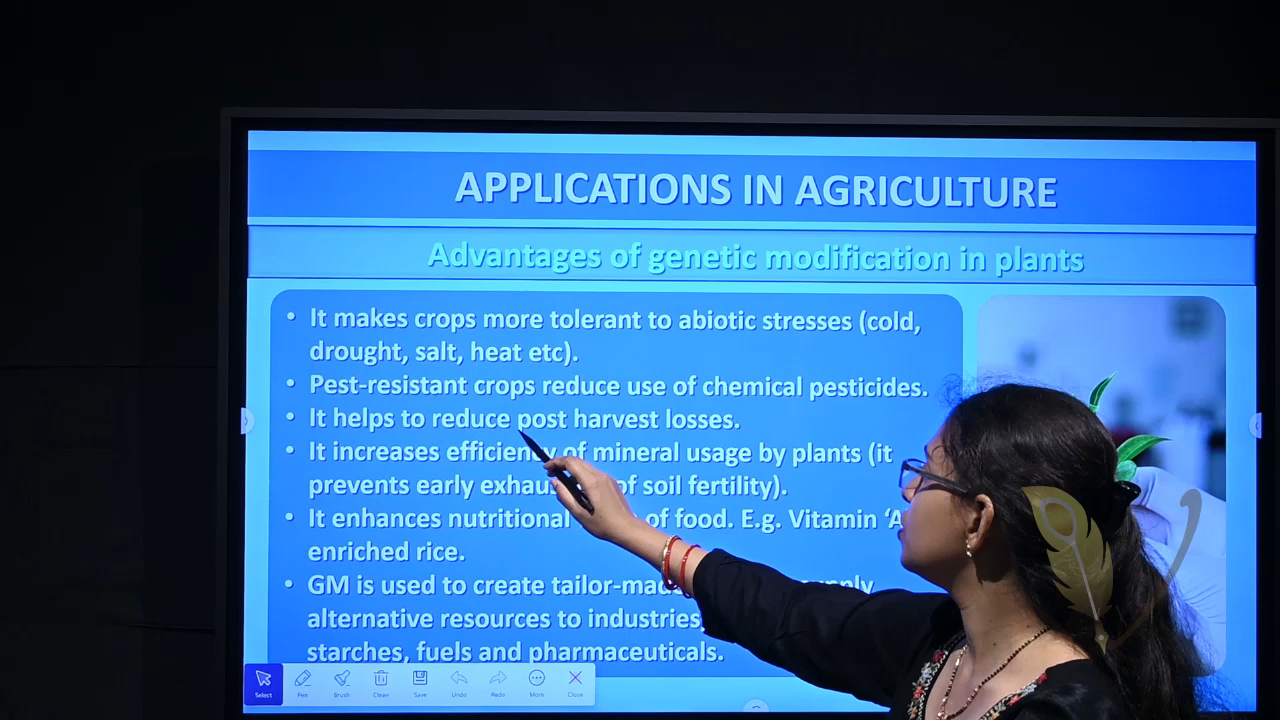 APPLICATIONS IN AGRICULTURE
Advantages of genetic modification in plants
• It makes crops more tolerant to abiotic stresses (cold,
drought, salt, heat etc).
• Pest-resistant crops reduce use of chemical pesticides.
• It helps to reduce post harvest losses.
• It increases efficiency of mineral usage by plants (it
prevents early of soil fertility).
• It enhances nutritional of food. E.g. Vitamin ‘A
enriched rice.
• GM is used to create
alternative resources to industries,
starches, fuels and pharmaceuticals.
Select Pen Brush Clean Save Undo Redo More Close